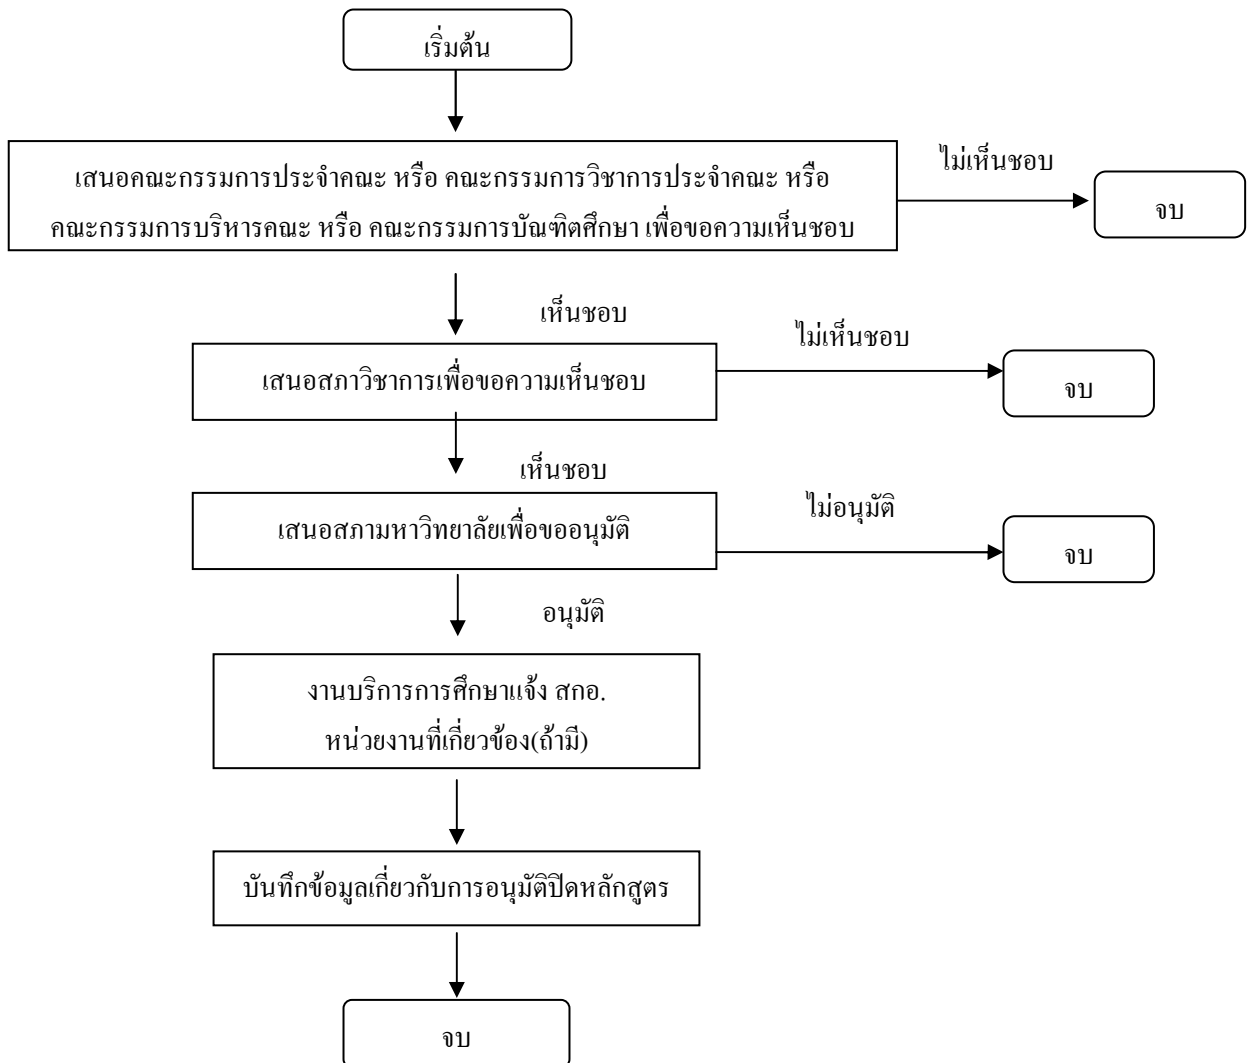 เริ่มต้น
เสนอคณะกรรมการประจำคณะ หรือ คณะกรรมการวิชาการประจำคณะ หรือ
คณะกรรมการบริหารคณะ หรือ คณะกรรมการบัณฑิตศึกษา เพื่อขอความเห็นชอบ
ไม่เห็นชอบ
จบ
เห็นชอบ
เสนอสภาวิชาการเพื่อขอความเห็นชอบ
ไม่เห็นชอบ
จบ
เห็นชอบ
เสนอสภามหาวิทยาลัยเพื่อขออนุมัติ
ไม่อนุมัติ
จบ
อนุมัติ
งานบริการการศึกษาแจ้ง สกอ.
หน่วยงานที่เกี่ยวข้อง(ถ้ามี)
บันทึกข้อมูลเกี่ยวกับการอนุมัติปิดหลักสูตร
จบ